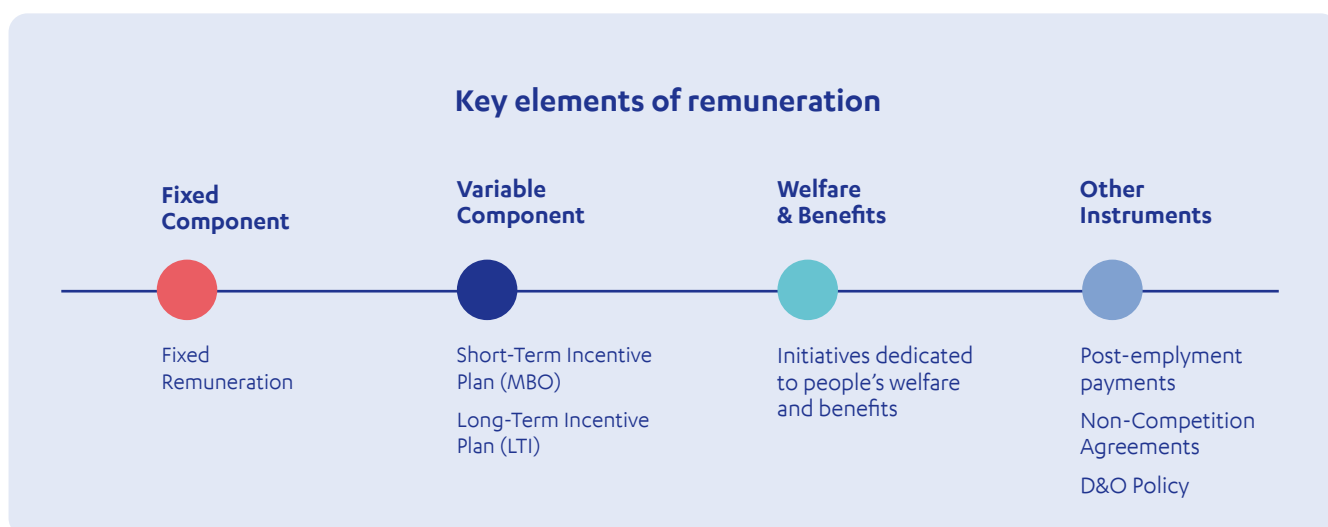 Key elements of remuneration
Fixed
Component
Variable
Component
Welfare
& Benefits
Other
Instruments
Fixed
Remuneration
Short-Term Incentive
Plan (MBO)
Long-Term Incentive
Plan (LTI)
Initiatives dedicated
to people's welfare
and benefits
Post-emplyment
payments
Non-Competition
Agreements
D&O Policy